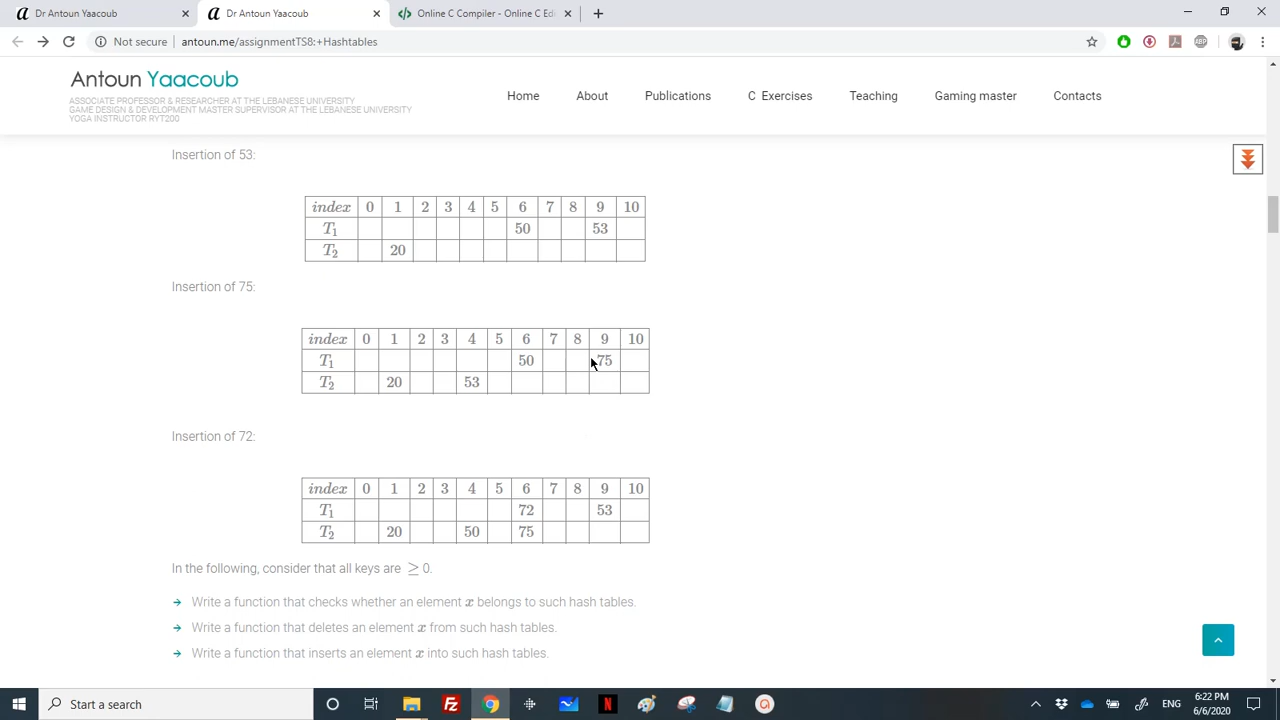 Dr Antoun Yaacoub
Dr Antoun Yaacoub
Online C Compiler - Online C Edi
Not secure | antoun.me/assignmentTS8:+Hashtables
Antoun Yaacoub
ASSOCIATE PROFESSOR & RESEARCHER AT THE LEBANESE UNIVERSITY
GAME DESIGN & DEVELOPMENT MASTER SUPERVISOR AT THE LEBANESE UNIVERSITY
YOGA INSTRUCTOR RYT200
Home About Publications C Exercises Teaching Gaming master Contacts
Insertion of 53:
index 0 1 2 3 4 5 6 7 8 9 10
T1 50 53
T2 20
Insertion of 75:
index 0 1 2 3 4 5 6 7 8 9 10
T1 50 75
T2 20 53
Insertion of 72:
index 0 1 2 3 4 5 6 7 8 9 10
T1 72 53
T2 20 50 75
In the following, consider that all keys are ≥ 0.
Write a function that checks whether an element x belongs to such hash tables.
Write a function that deletes an element x from such hash tables.
Write a function that inserts an element x into such hash tables.
Start a search
ENG
6:22 PM
6/6/2020